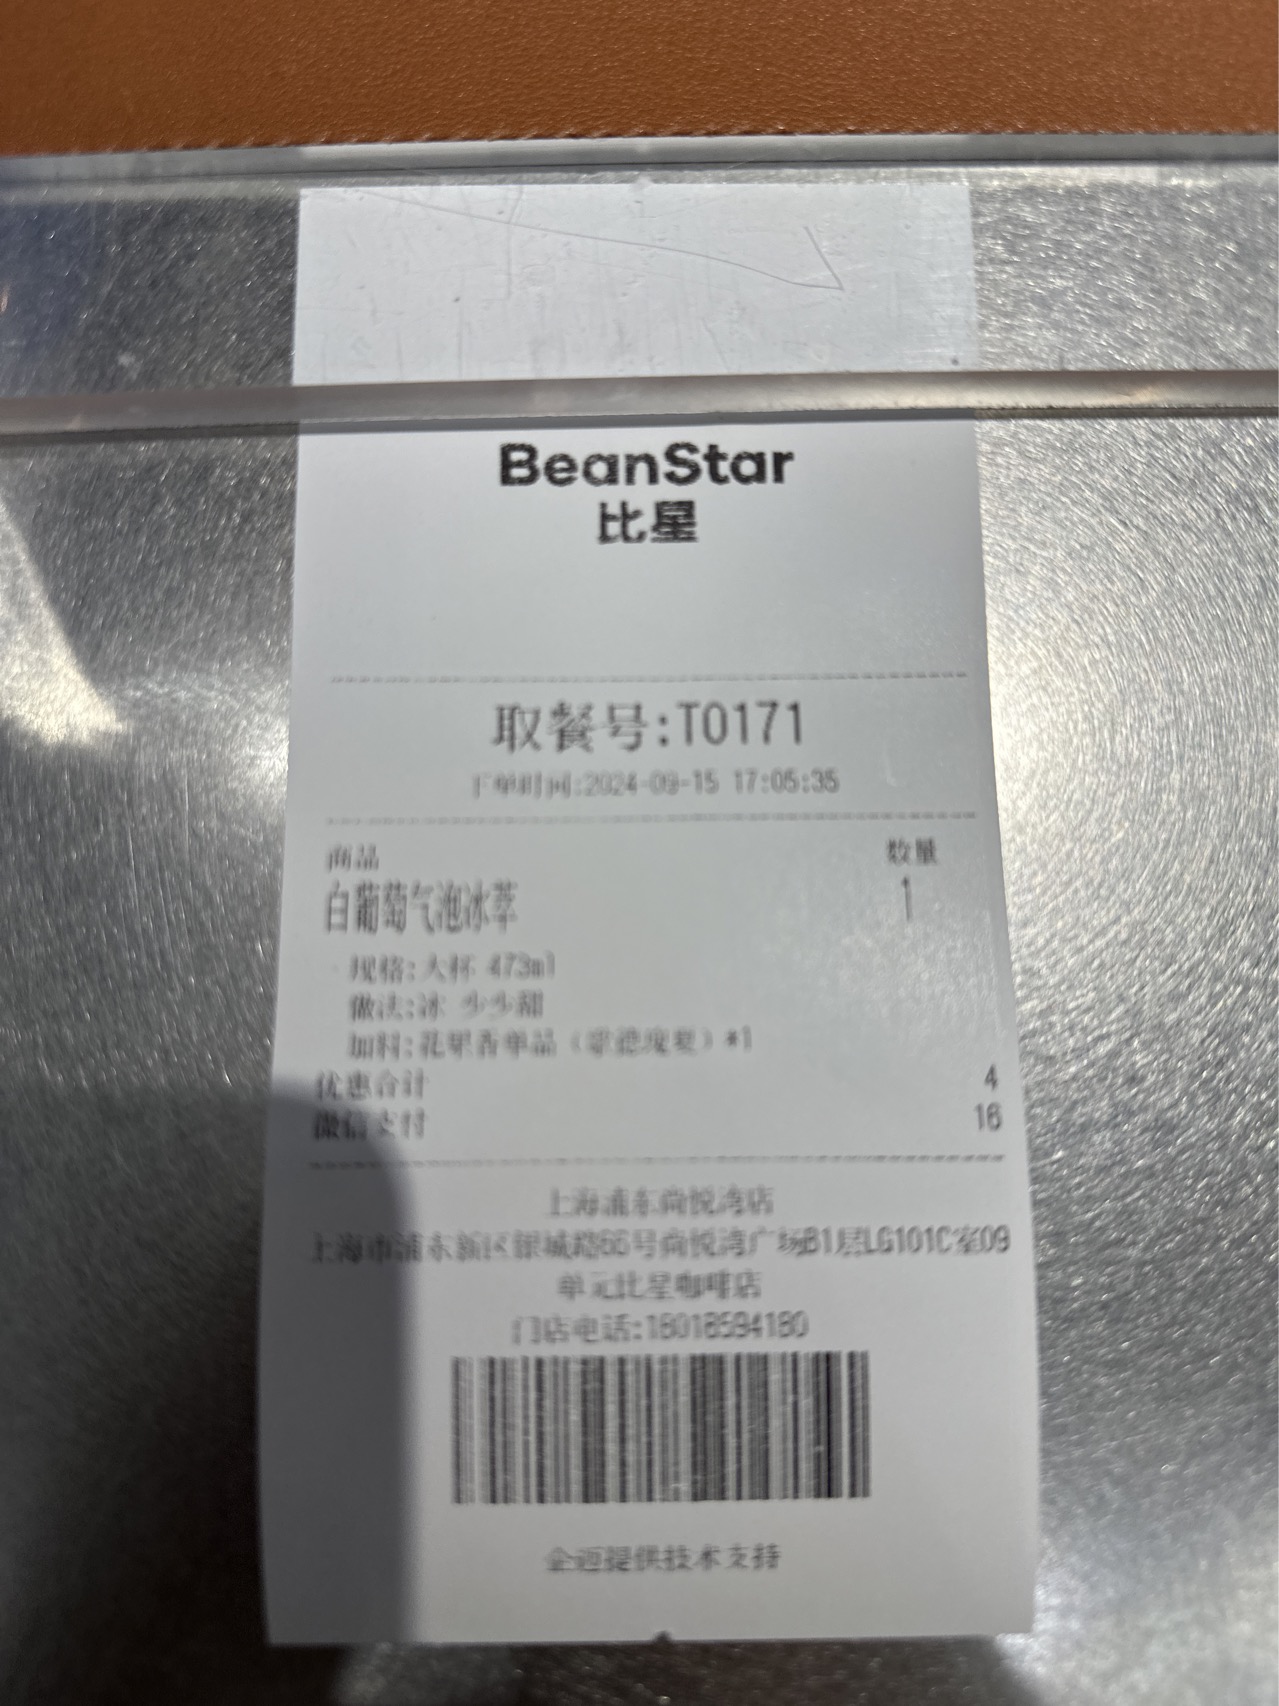 BeanStar
比星
取餐号:T0171
下单时间:2024-09-15 17:05:35
商品 数量
白葡萄气泡冰萃 1
规格:大杯 473ml
做法:冰 少少甜
加料:花果香单品 *1
优惠合计 4
微信支付 16
上海浦东尚悦湾店
上海市浦东新区银城路66号尚悦湾广场B1层LG101C室09
单元比星咖啡店
门店电话:18018594180
企迈提供技术支持